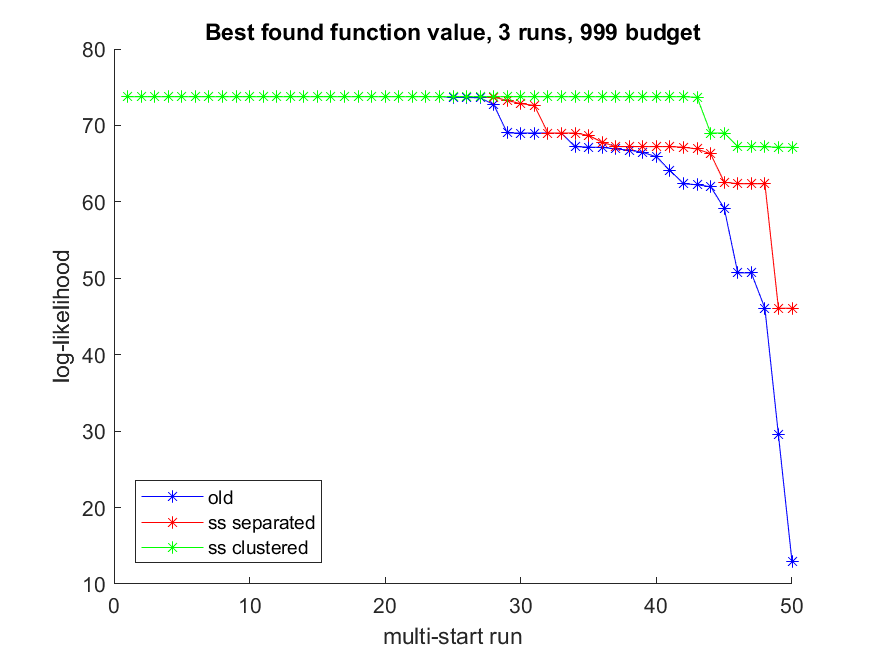 Best found function value, 3 runs, 999 budget
80
70
60
50
40
30
20
10
log-likelihood
old
ss separated
ss clustered
0
10
20
30
40
50
multi-start run